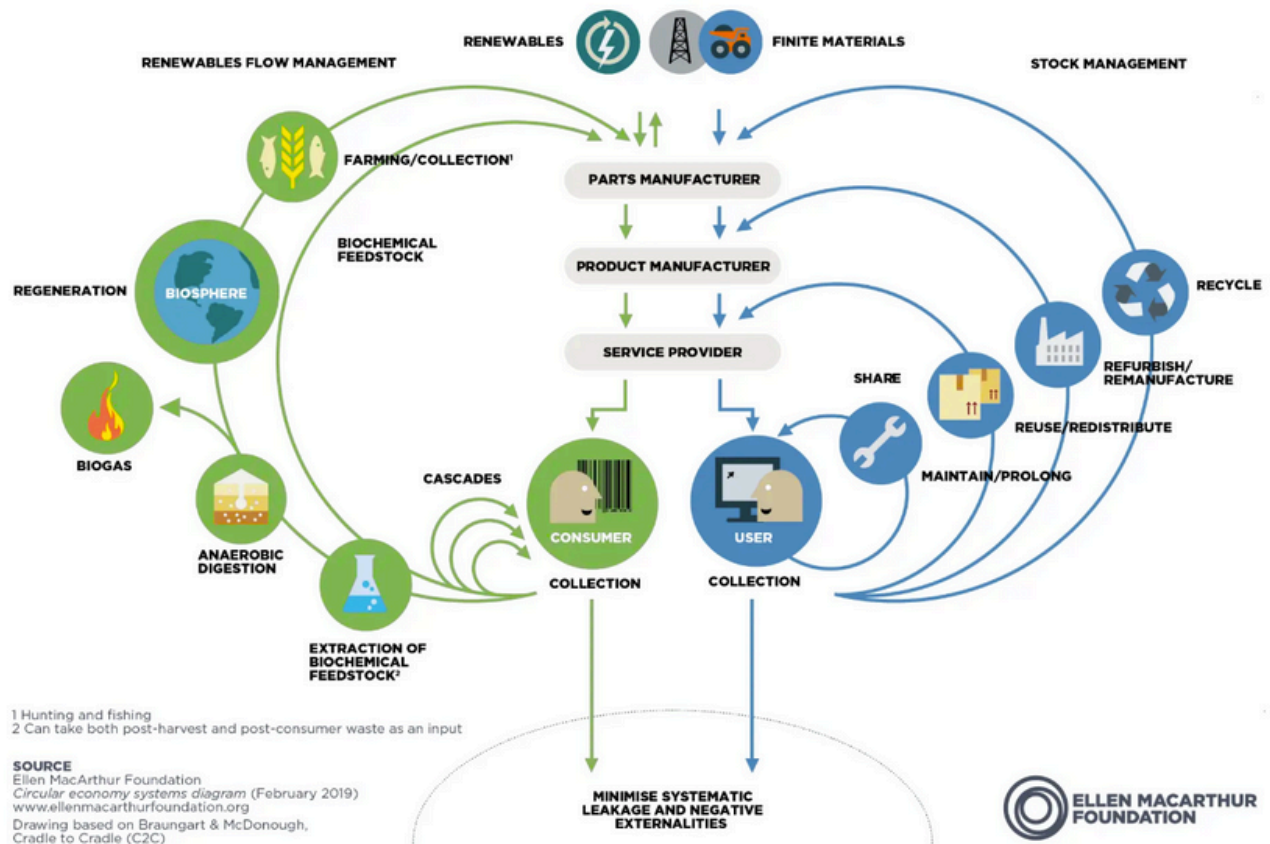 RENEWABLES
FINITE MATERIALS
RENEWABLES FLOW MANAGEMENT
STOCK MANAGEMENT
FARMING/COLLECTION¹
PARTS MANUFACTURER
BIOCHEMICAL
FEEDSTOCK
PRODUCT MANUFACTURER
REGENERATION
BIOSPHERE
RECYCLE
SERVICE PROVIDER
SHARE
REFURBISH/
REMANUFACTURE
REUSE/REDISTRIBUTE
BIOGAS
CASCADES
MAINTAIN/PROLONG
CONSUMER
USER
ANAEROBIC
DIGESTION
COLLECTION
COLLECTION
EXTRACTION OF
BIOCHEMICAL
FEEDSTOCK²
1 Hunting and fishing
2 Can take both post-harvest and post-consumer waste as an input
SOURCE
Ellen MacArthur Foundation
Circular economy systems diagram (February 2019)
www.ellenmacarthurfoundation.org
Drawing based on Braungart & McDonough,
Cradle to Cradle (C2C)
MINIMISE SYSTEMATIC
LEAKAGE AND NEGATIVE
EXTERNALITIES
ELLEN MACARTHUR
FOUNDATION